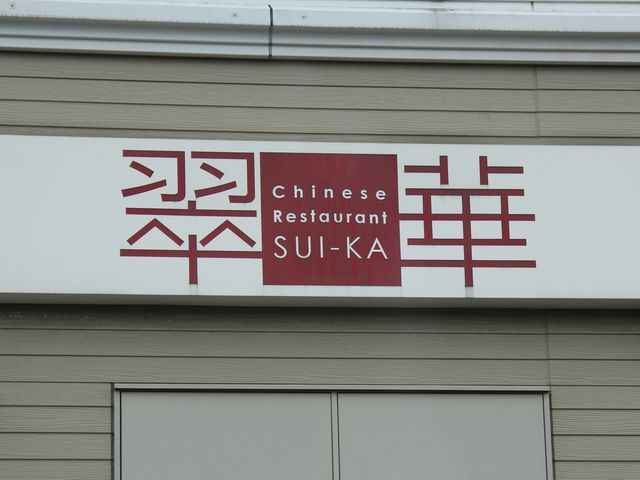 翠華
Chinese
Restaurant
SUI-KA